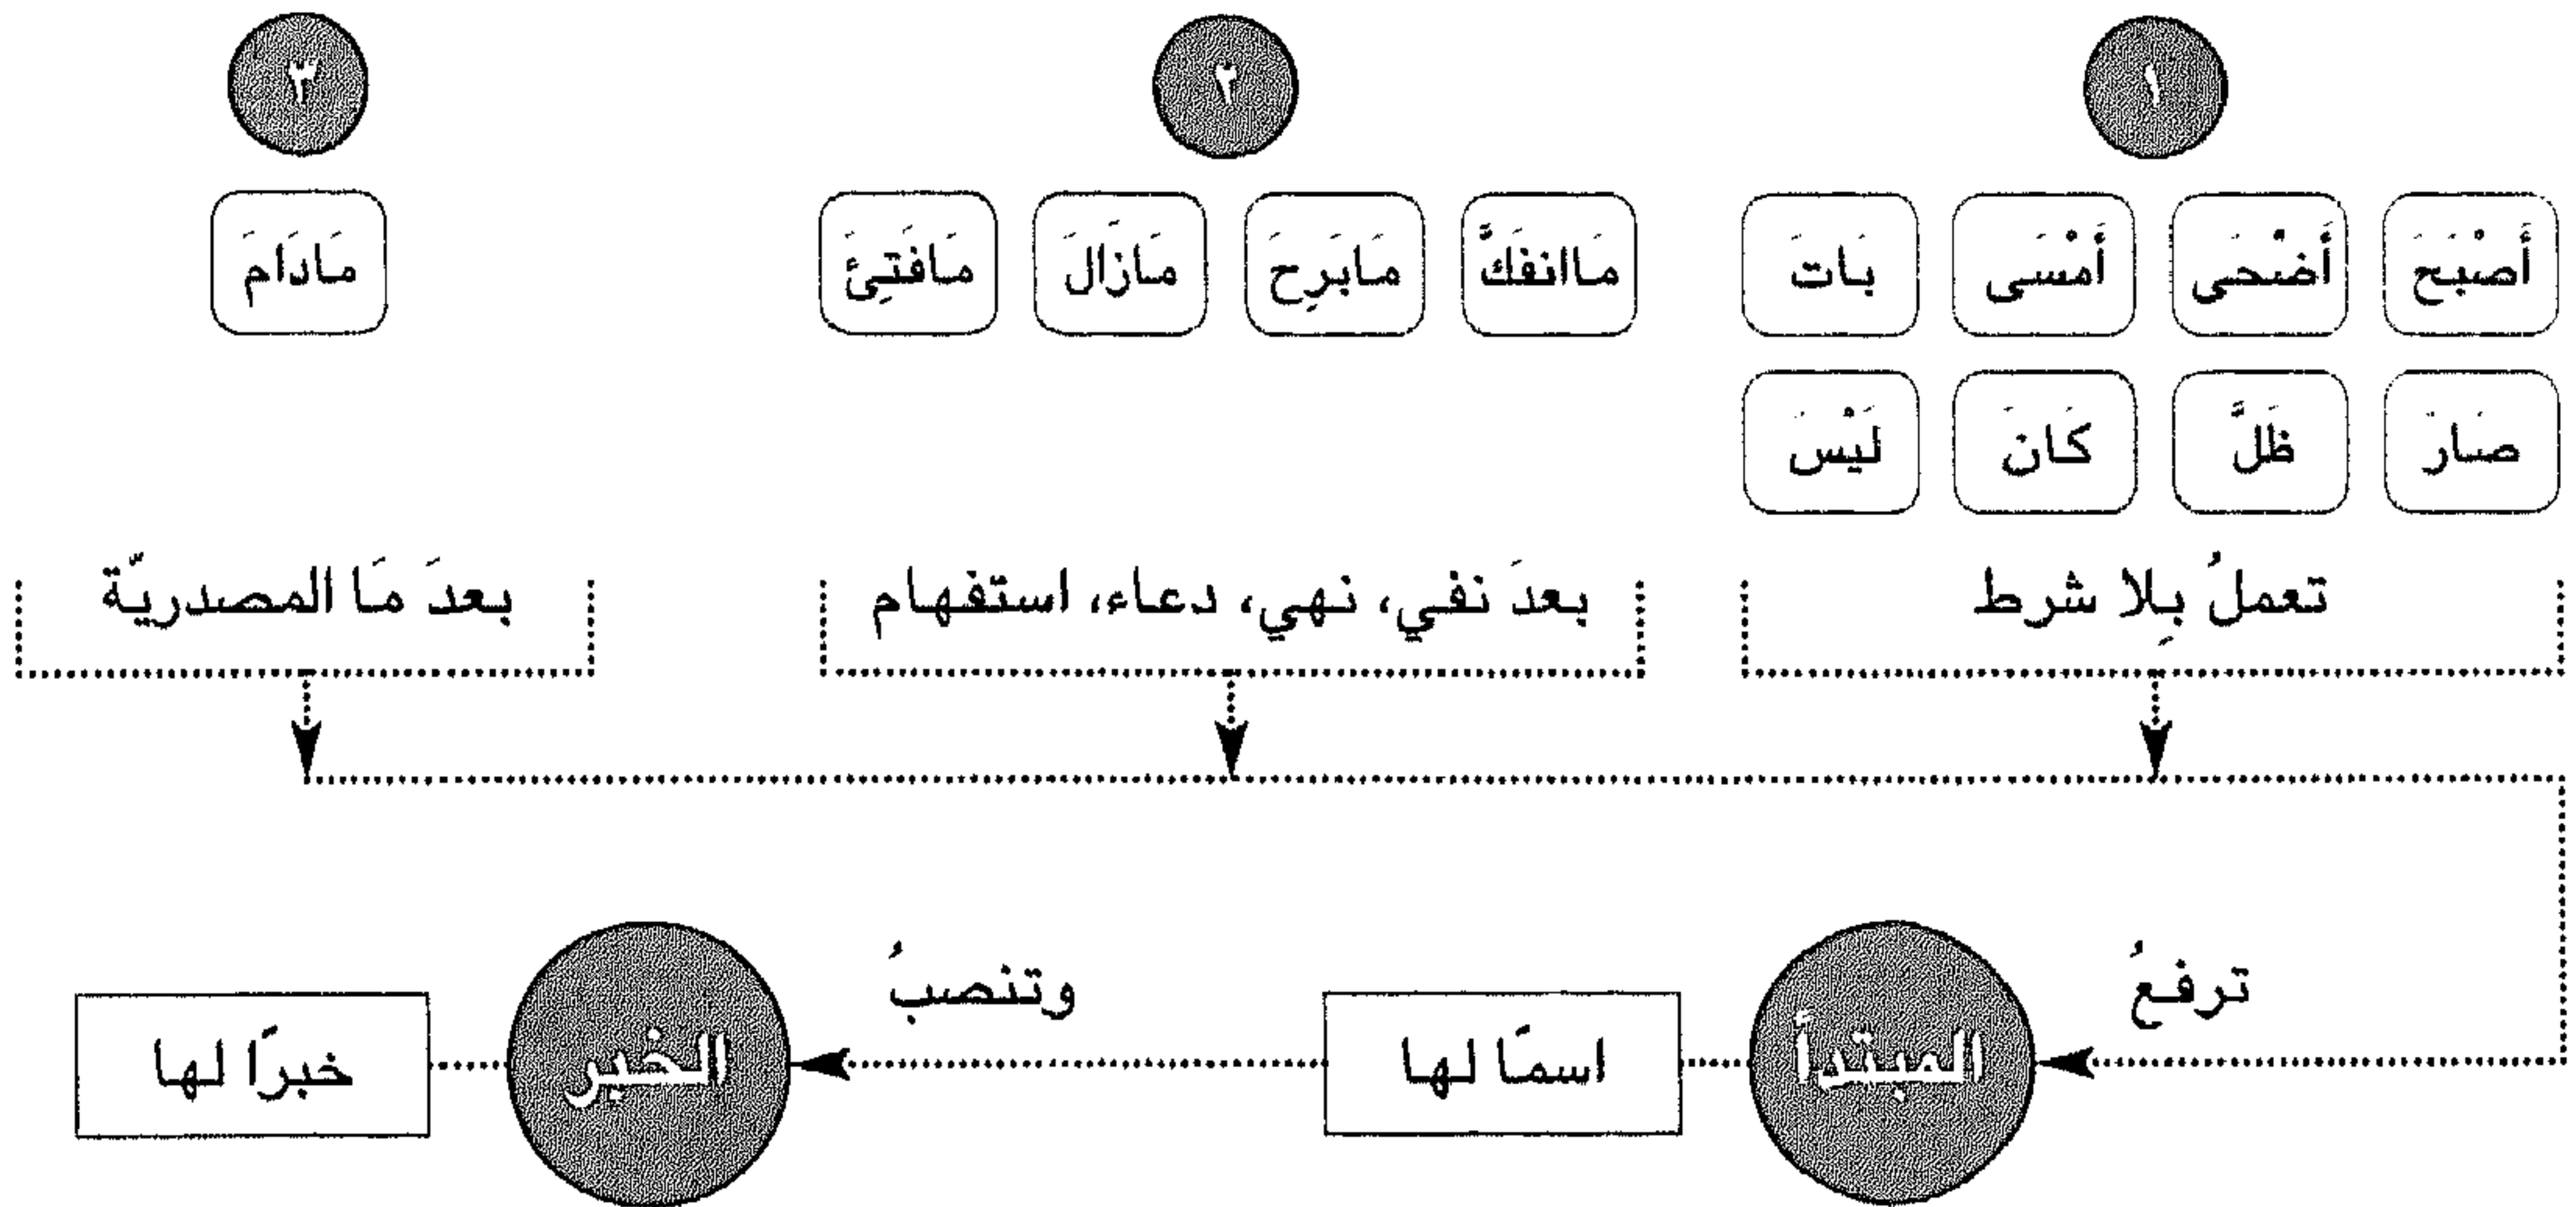 ١ ٢ ٣
أَصْبَحَ أَضْحَى أَمْسَى بَاتَ مَاانفَكَّ مَابَرِحَ مَازَالَ مَافَتِئَ مَادَامَ
صَارَ ظَلَّ كَانَ لَيْسَ
تعملُ بِلا شرط بعدَ نفي، نهي، دعاء، استفهام بعدَ مَا المصدريّة
ترفعُ وتنصبُ
المبتدأ اسمًا لها الخبر خبرًا لها